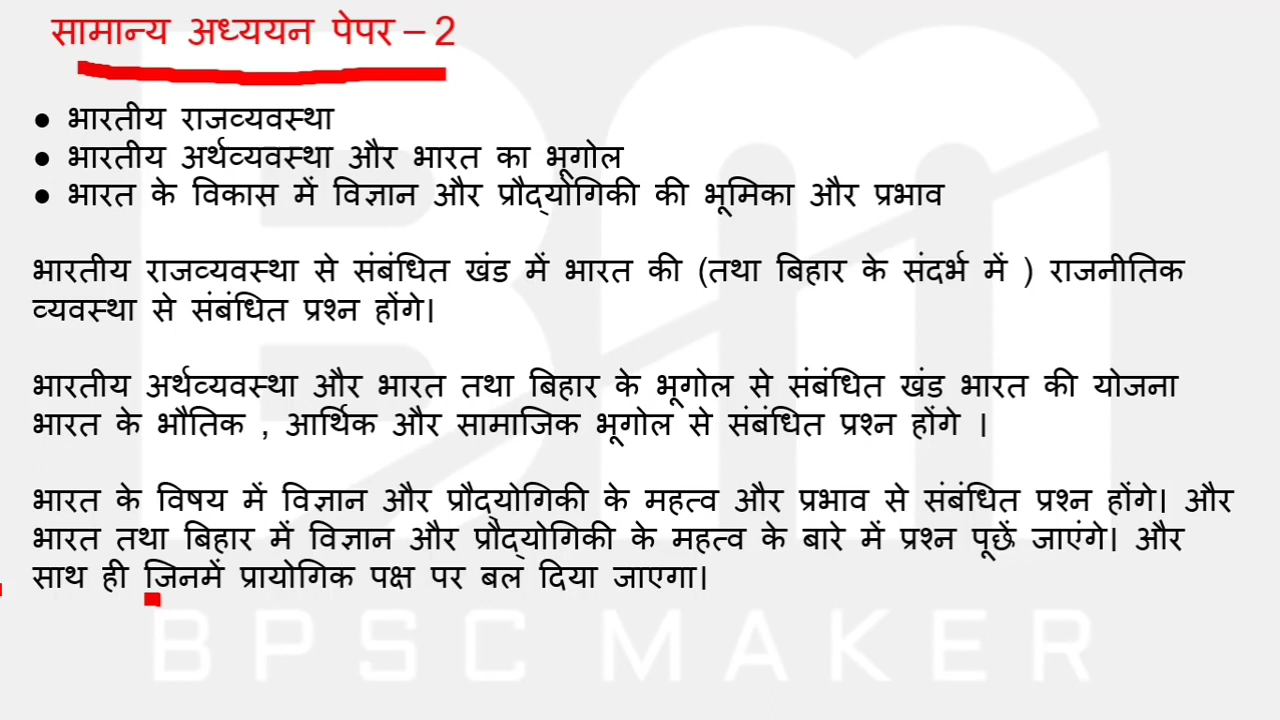 सामान्य अध्ययन पेपर – 2
● भारतीय राजव्यवस्था
● भारतीय अर्थव्यवस्था और भारत का भूगोल
● भारत के विकास में विज्ञान और प्रौद्योगिकी की भूमिका और प्रभाव
भारतीय राजव्यवस्था से संबंधित खंड में भारत की (तथा बिहार के संदर्भ में ) राजनीतिक
व्यवस्था से संबंधित प्रश्न होंगे।
भारतीय अर्थव्यवस्था और भारत तथा बिहार के भूगोल से संबंधित खंड भारत की योजना
भारत के भौतिक , आर्थिक और सामाजिक भूगोल से संबंधित प्रश्न होंगे ।
भारत के विषय में विज्ञान और प्रौद्योगिकी के महत्व और प्रभाव से संबंधित प्रश्न होंगे। और
भारत तथा बिहार में विज्ञान और प्रौद्योगिकी के महत्व के बारे में प्रश्न पूछें जाएंगे। और
साथ ही जिनमें प्रायोगिक पक्ष पर बल दिया जाएगा।
BPSC MAKER